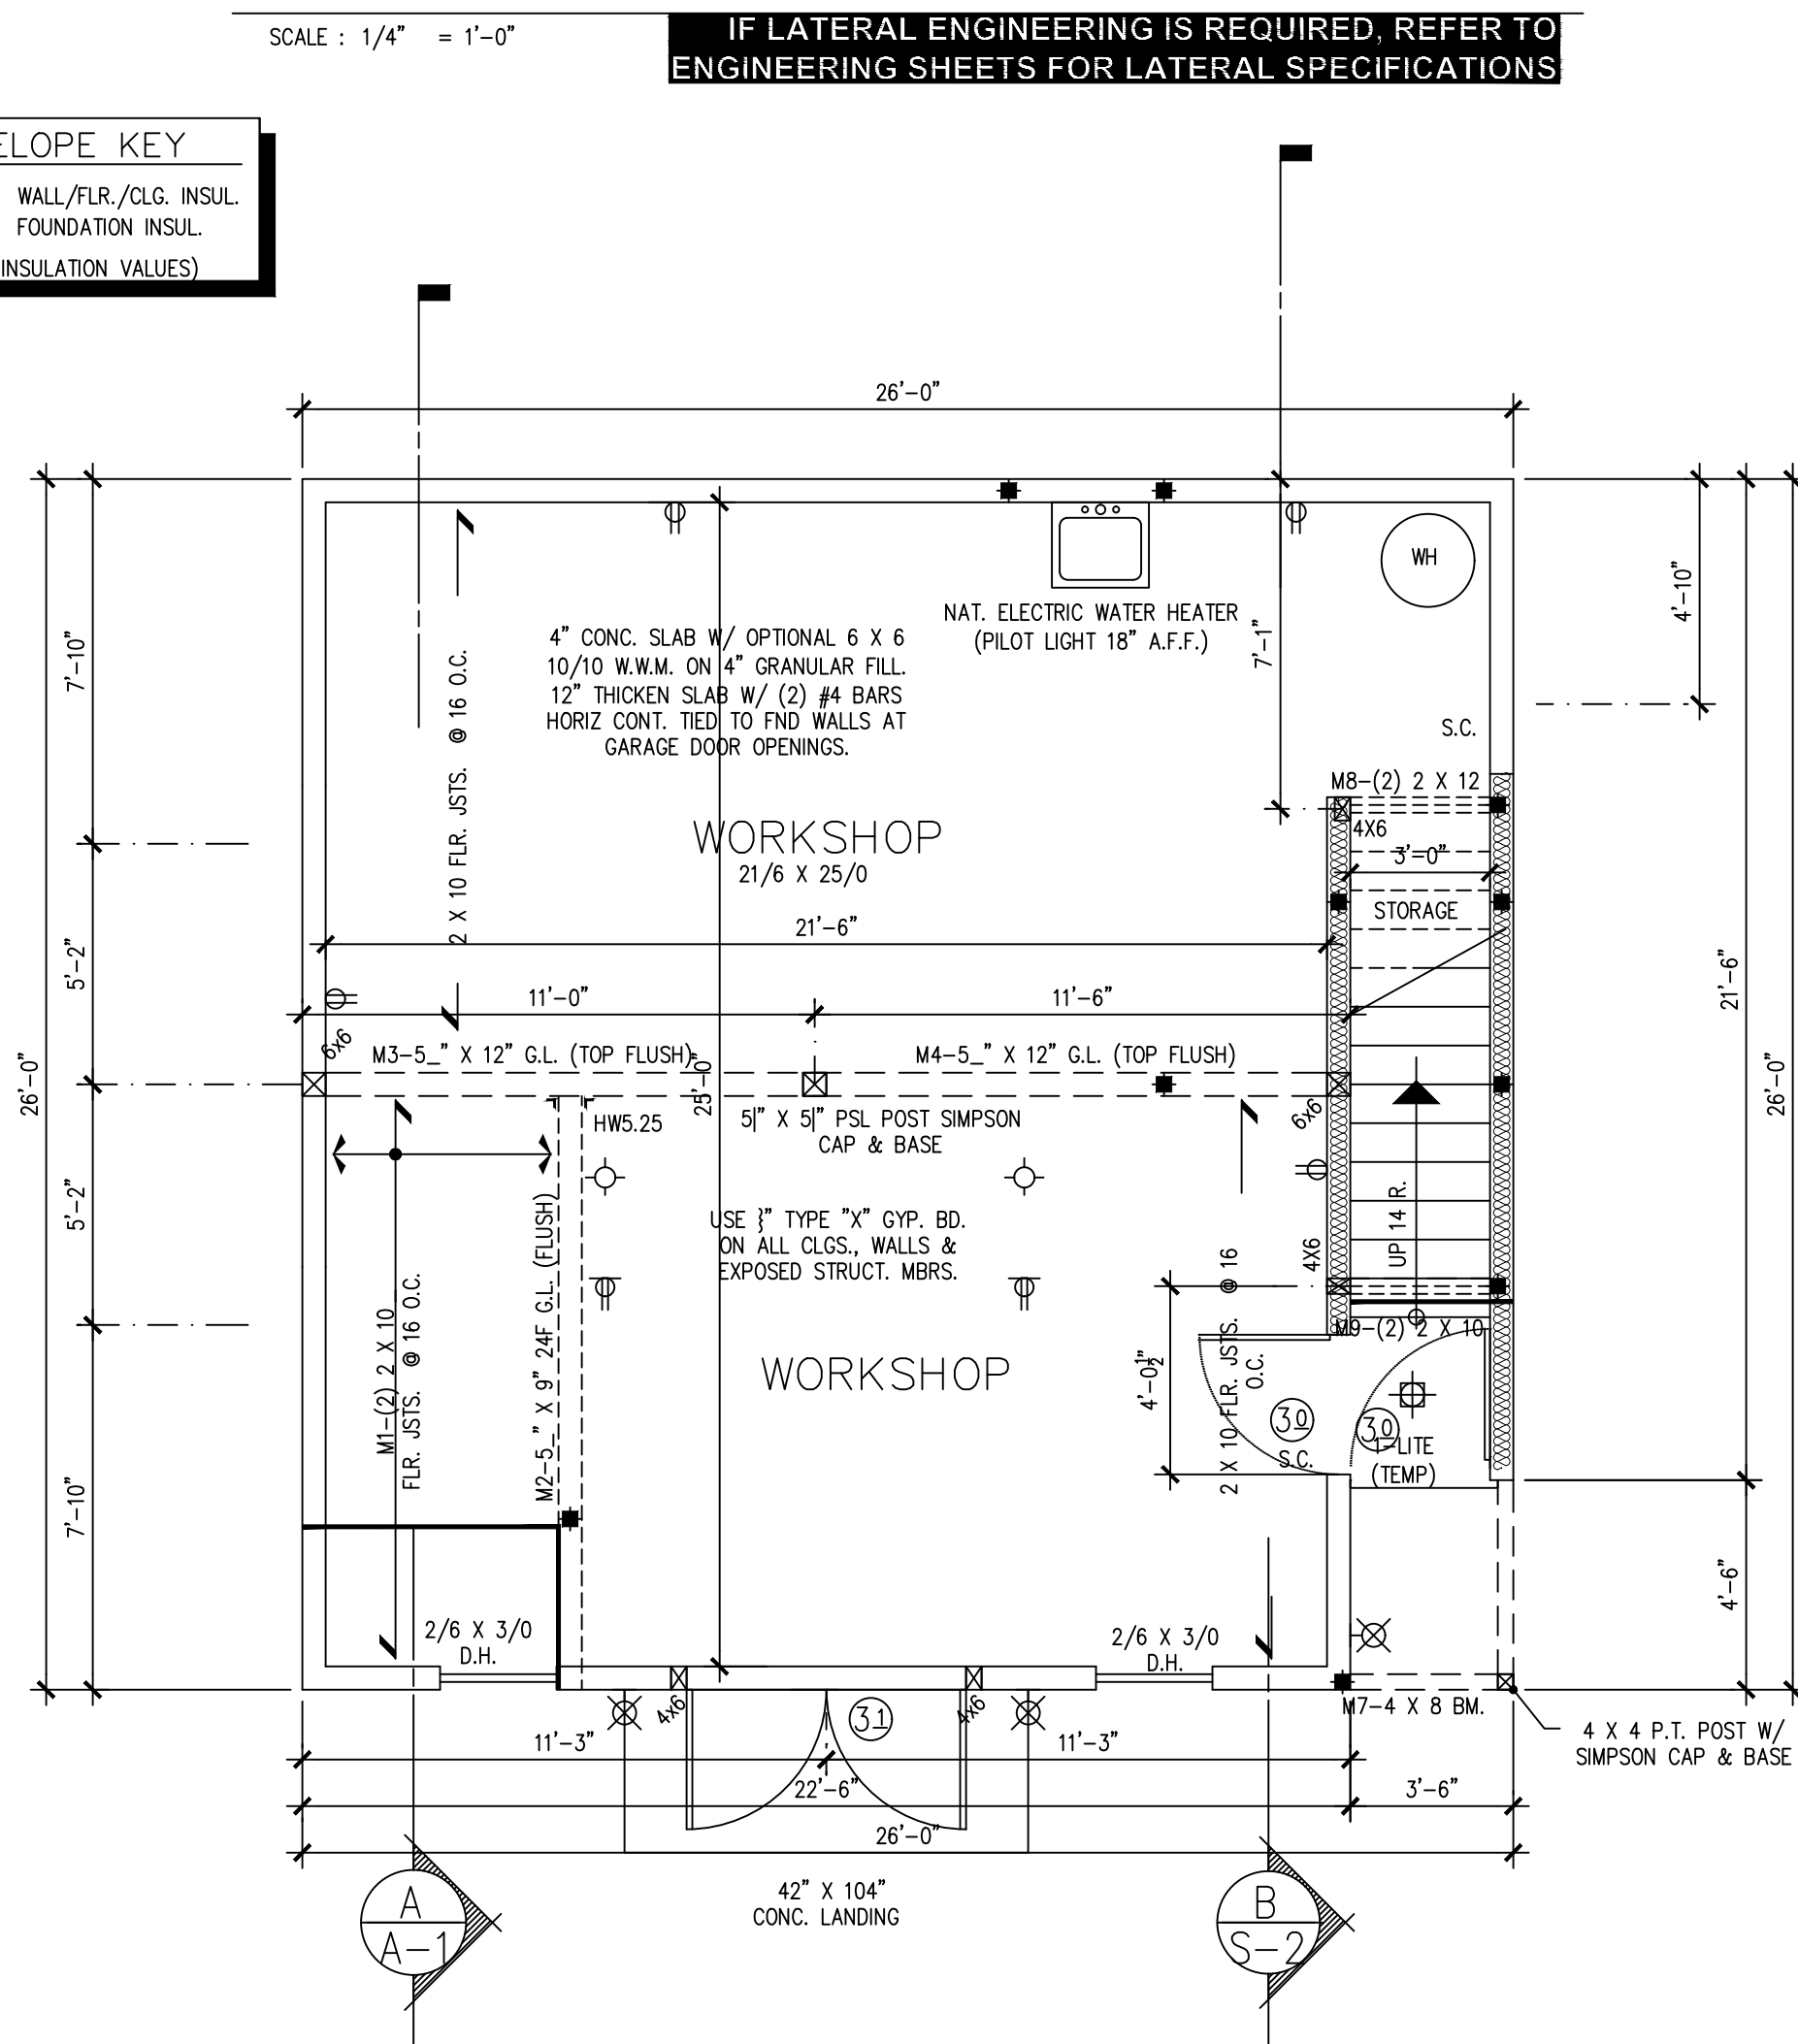 SCALE : 1/4" = 1'-0"
IF LATERAL ENGINEERING IS REQUIRED, REFER TO
ENGINEERING SHEETS FOR LATERAL SPECIFICATIONS
ELOPE KEY
WALL/FLR./CLG. INSUL.
FOUNDATION INSUL.
INSULATION VALUES)
26'-0"
WH
NAT. ELECTRIC WATER HEATER
(PILOT LIGHT 18" A.F.F.)
4" CONC. SLAB W/ OPTIONAL 6 X 6
10/10 W.W.M. ON 4" GRANULAR FILL.
12" THICKEN SLAB W/ (2) #4 BARS
HORIZ CONT. TIED TO FND WALLS AT
GARAGE DOOR OPENINGS.
7'-10"
2 X 10 FLR. JSTS. @ 16 O.C.
7'-1"
4'-10"
S.C.
M8-(2) 2 X 12
4X6
3'-0"
STORAGE
WORKSHOP
21/6 X 25/0
21'-6"
5'-2"
11'-0"
11'-6"
21'-6"
26'-0"
6x6
M3-5_" X 12" G.L. (TOP FLUSH)
25'-0"
M4-5_" X 12" G.L. (TOP FLUSH)
26'-0"
HW5.25
5|" X 5|" PSL POST SIMPSON
CAP & BASE
6x6
5'-2"
USE }" TYPE "X" GYP. BD.
ON ALL CLGS., WALLS &
EXPOSED STRUCT. MBRS.
UP 14 R.
4X6
M1-(2) 2 X 10
FLR. JSTS. @ 16 O.C.
M2-5_" X 9" 24F G.L. (FLUSH)
2 X 10 FLR. JSTS. @ 16
O.C.
M9-(2) 2 X 10
4'-0½"
WORKSHOP
30
S.C.
30
1-LITE
(TEMP)
7'-10"
4'-6"
2/6 X 3/0
D.H.
2/6 X 3/0
D.H.
4x6
31
4x6
M7-4 X 8 BM.
4 X 4 P.T. POST W/
SIMPSON CAP & BASE
11'-3"
11'-3"
22'-6"
3'-6"
26'-0"
42" X 104"
CONC. LANDING
A
A-1
B
S-2